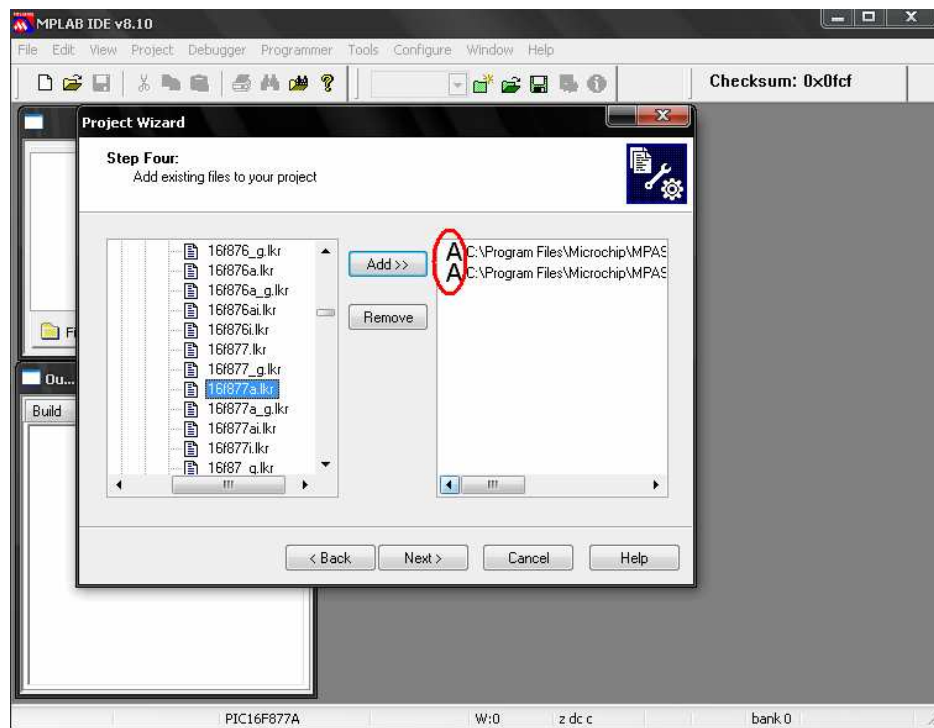 MPLAB IDE v8.10
File Edit View Project Debugger Programmer Tools Configure Window Help
Checksum: 0x0fcf
Project Wizard
Step Four:
Add existing files to your project
16f876_g.lkr
16f876a.lkr
16f876a_g.lkr
16f876ai.lkr
16f876i.lkr
16f877.lkr
16f877_g.lkr
16f877a.lkr
16f877a_g.lkr
16f877ai.lkr
16f877i.lkr
16f87_g.lkr
Add >>
Remove
A C:\Program Files\Microchip\MPAS
A C:\Program Files\Microchip\MPAS
Fi
Ou...
Build
< Back Next > Cancel Help
PIC16F877A W:0 z dc c bank 0